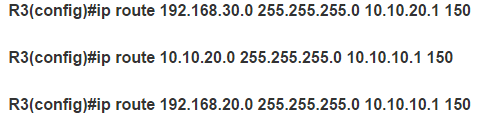 R3(config)#ip route 192.168.30.0 255.255.255.0 10.10.20.1 150
R3(config)#ip route 10.10.20.0 255.255.255.0 10.10.10.1 150
R3(config)#ip route 192.168.20.0 255.255.255.0 10.10.10.1 150